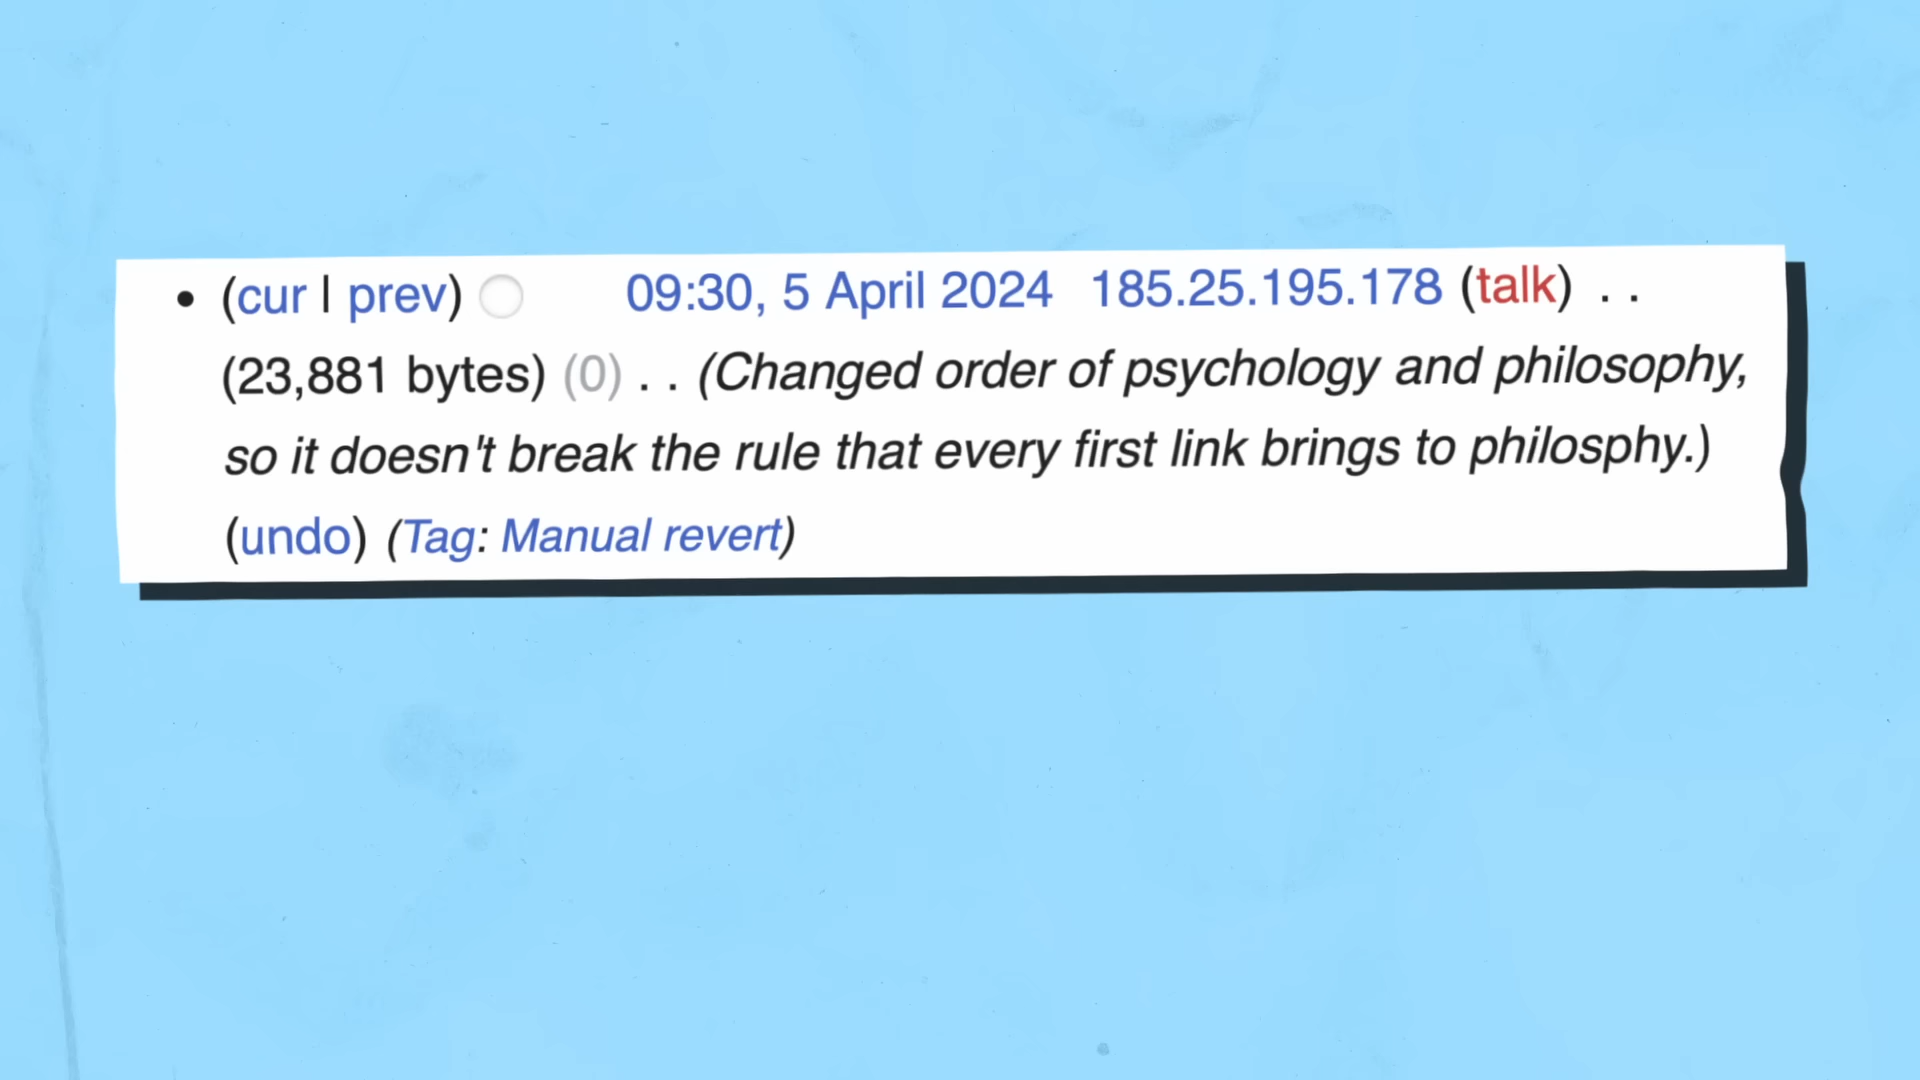 • (cur | prev) 09:30, 5 April 2024 185.25.195.178 (talk) . .
(23,881 bytes) (0) . . (Changed order of psychology and philosophy,
so it doesn't break the rule that every first link brings to philosphy.)
(undo) (Tag: Manual revert)